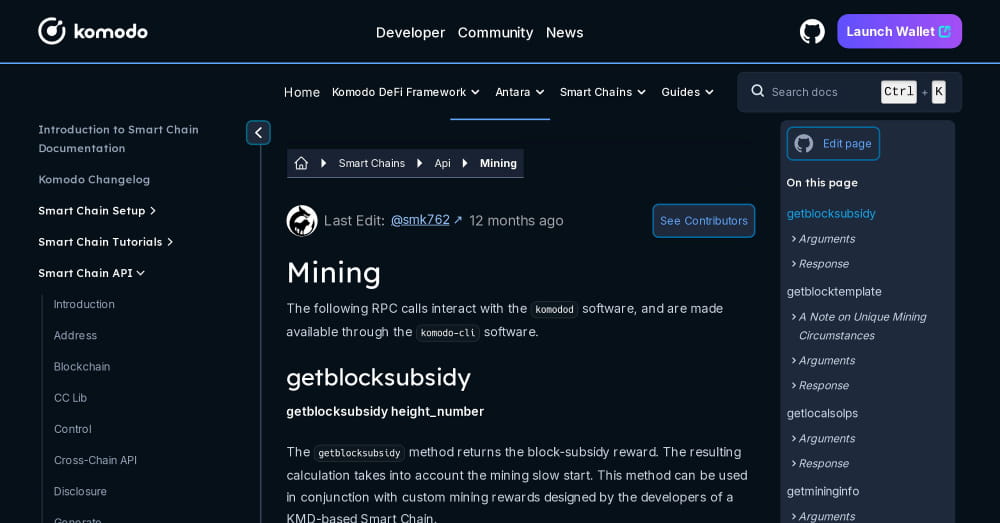 komodo
Developer Community News
Launch Wallet
Home Komodo DeFi Framework Antara Smart Chains Guides
Search docs Ctrl + K
Introduction to Smart Chain
Documentation
Komodo Changelog
Smart Chain Setup
Smart Chain Tutorials
Smart Chain API
Introduction
Address
Blockchain
CC Lib
Control
Cross-Chain API
Disclosure
Generate
Smart Chains Api Mining
Last Edit: @smk762 ↗ 12 months ago
See Contributors
Mining
The following RPC calls interact with the komodod software, and are made
available through the komodo-cli software.
getblocksubsidy
getblocksubsidy height_number
The getblocksubsidy method returns the block-subsidy reward. The resulting
calculation takes into account the mining slow start. This method can be used
in conjunction with custom mining rewards designed by the developers of a
KMD-based Smart Chain.
Edit page
On this page
getblocksubsidy
Arguments
Response
getblocktemplate
A Note on Unique Mining
Circumstances
Arguments
Response
getlocalsolps
Arguments
Response
getmininginfo
Arguments